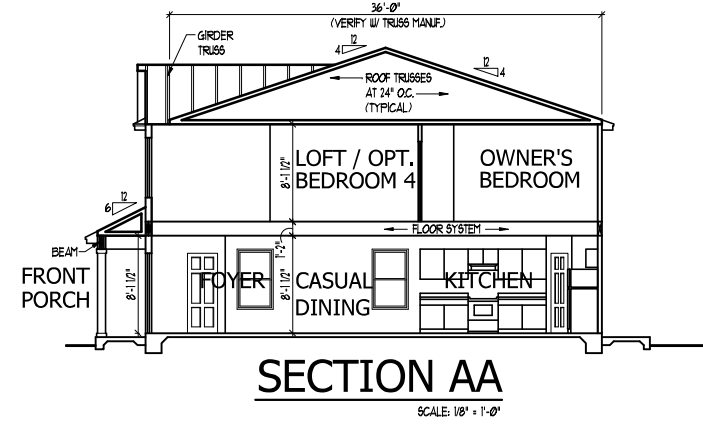 36'-0"
(VERIFY W/ TRUSS MANUF.)
GIRDER
TRUSS
12
4
12
4
ROOF TRUSSES
AT 24" O.C.
(TYPICAL)
8'-1 1/2"
LOFT / OPT.
BEDROOM 4
OWNER'S
BEDROOM
12
6
FLOOR SYSTEM
1'-2"
BEAM
FRONT
PORCH
8'-1 1/2"
FOYER
8'-1 1/2"
CASUAL
DINING
KITCHEN
SECTION AA
SCALE: 1/8" = 1'-0"